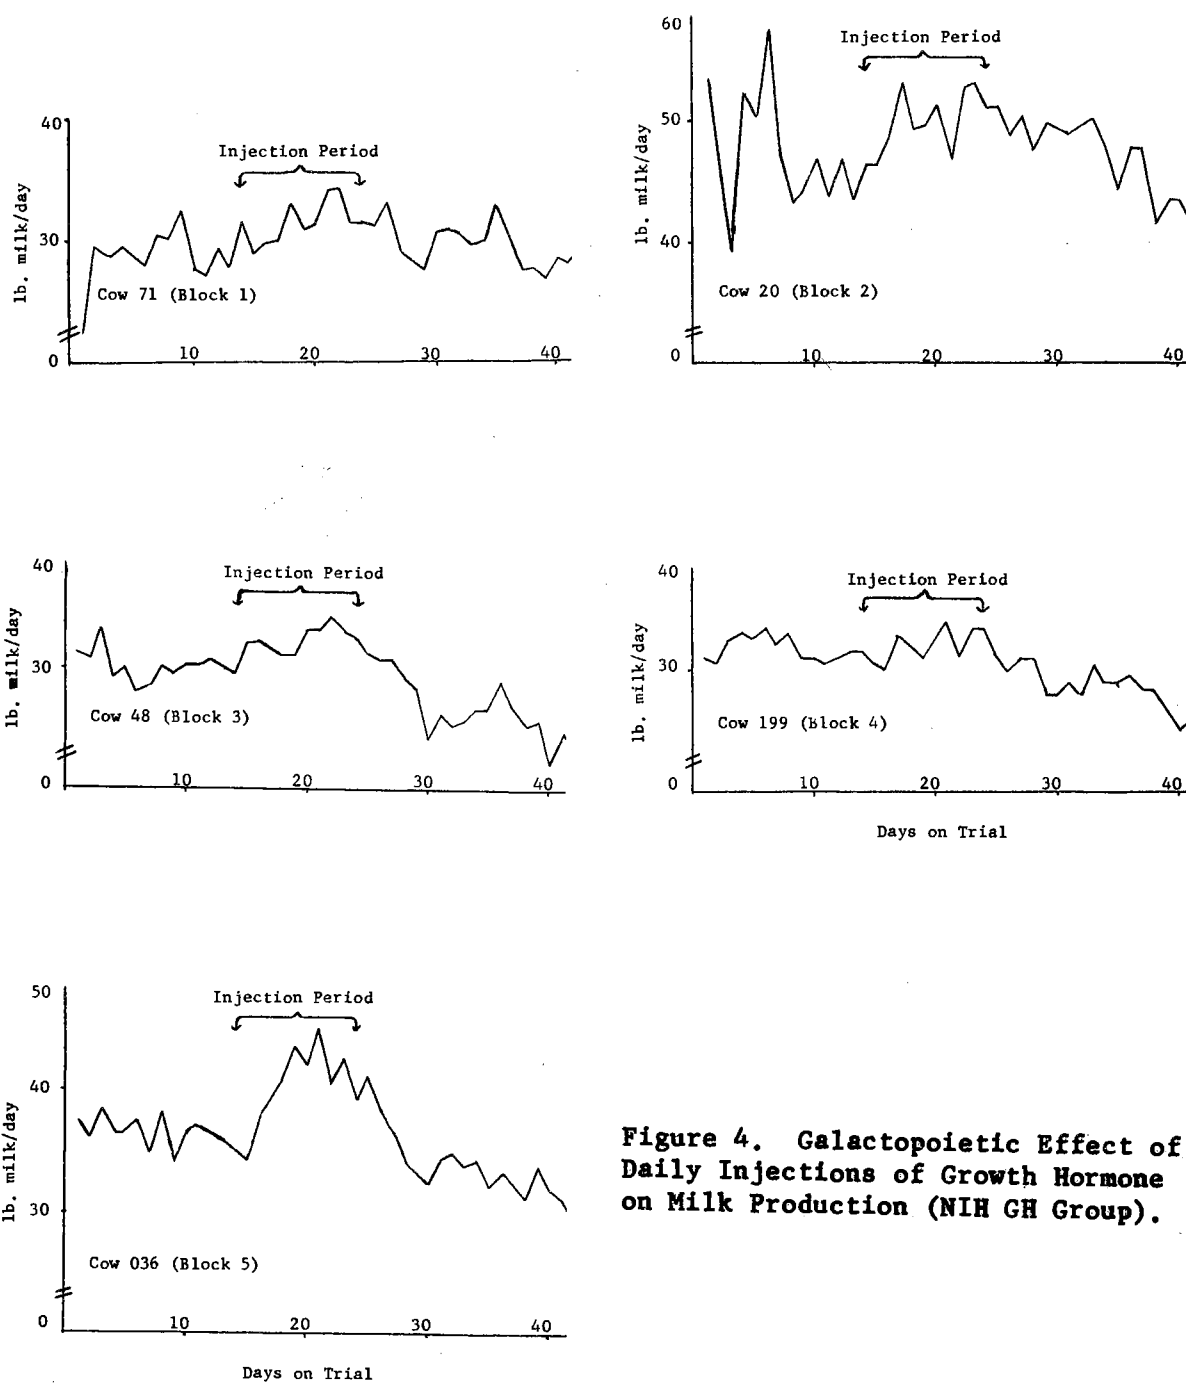 40
Injection Period
lb. milk/day
30
Cow 71 (Block 1)
0
10 20 30 40
60
Injection Period
50
lb. milk/day
40
Cow 20 (Block 2)
0
10 20 30 40
40
Injection Period
lb. milk/day
30
Cow 48 (Block 3)
0
10 20 30 40
40
Injection Period
lb. milk/day
30
Cow 199 (Block 4)
0
10 20 30 40
Days on Trial
50
Injection Period
40
lb. milk/day
30
Cow 036 (Block 5)
0
10 20 30 40
Days on Trial
Figure 4. Galactopoietic Effect of
Daily Injections of Growth Hormone
on Milk Production (NIH GH Group).